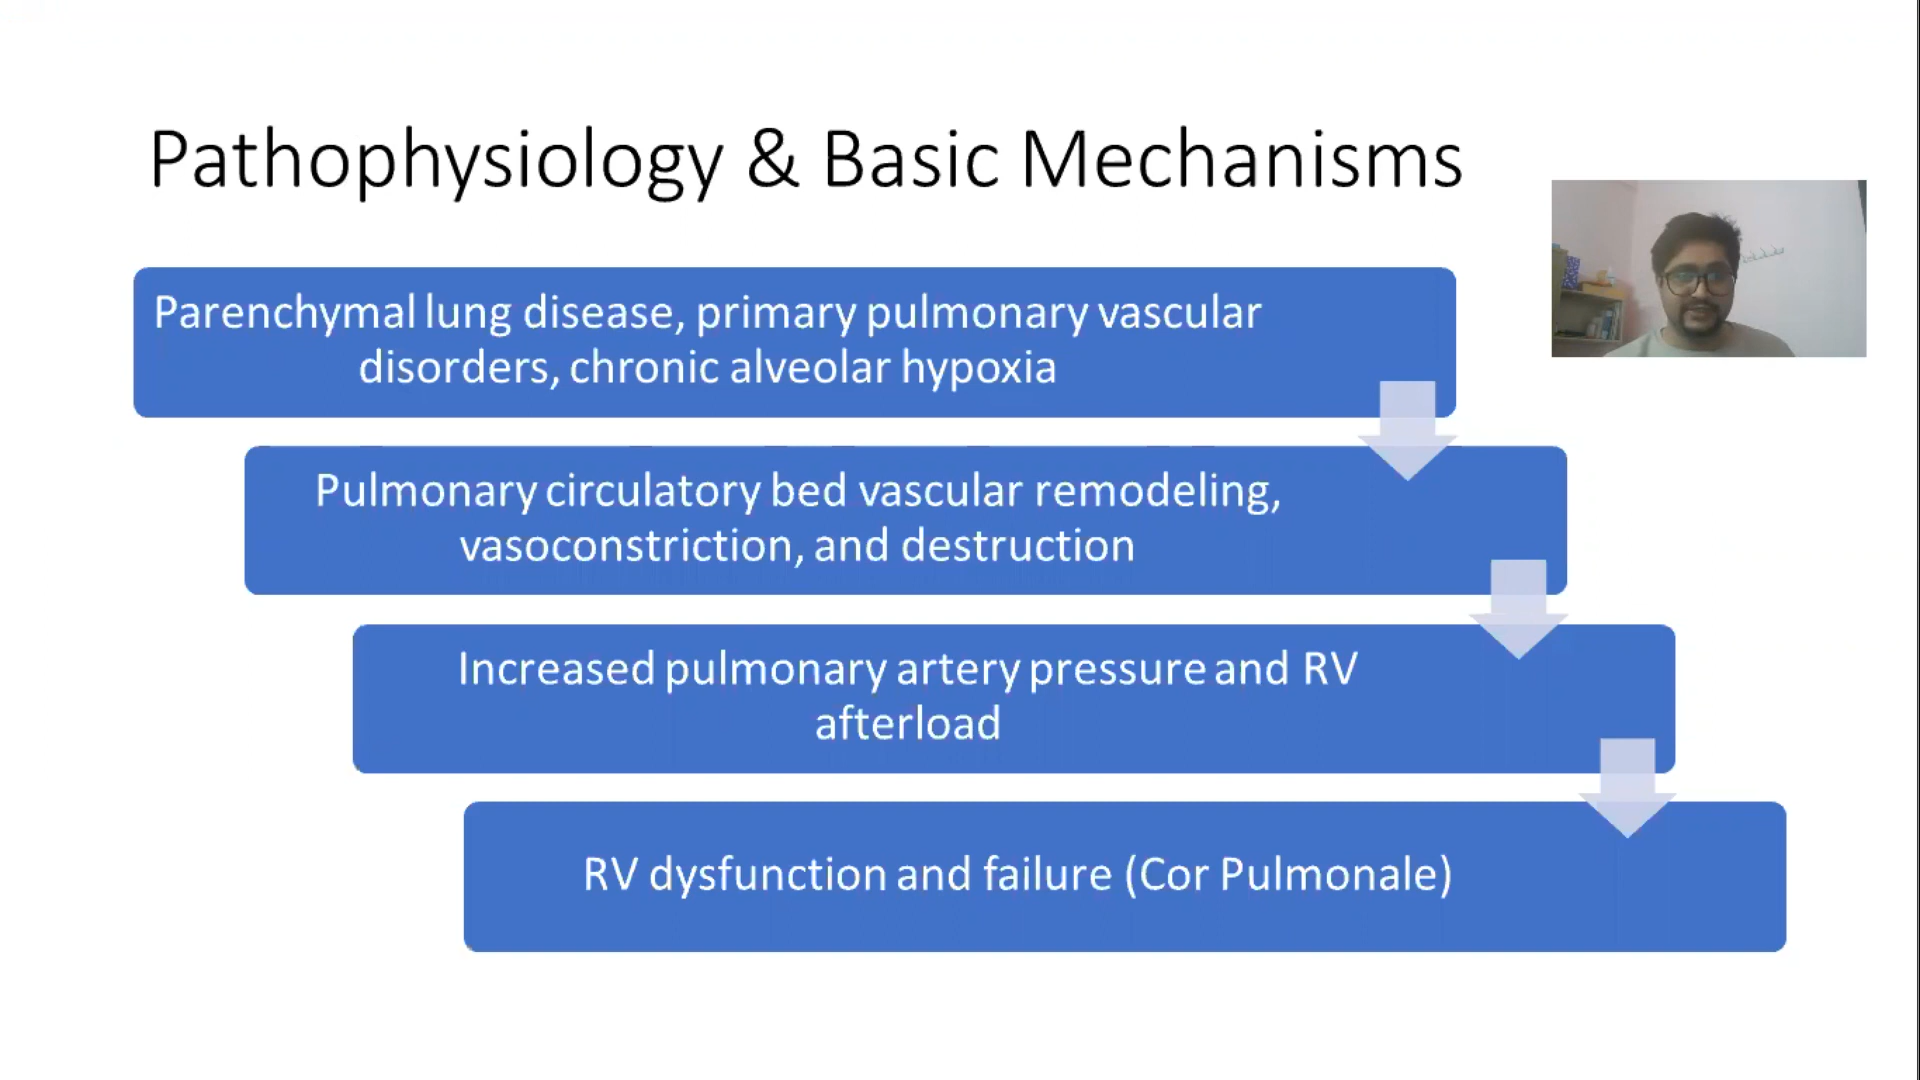 Pathophysiology & Basic Mechanisms
Parenchymal lung disease, primary pulmonary vascular
disorders, chronic alveolar hypoxia
Pulmonary circulatory bed vascular remodeling,
vasoconstriction, and destruction
Increased pulmonary artery pressure and RV
afterload
RV dysfunction and failure (Cor Pulmonale)